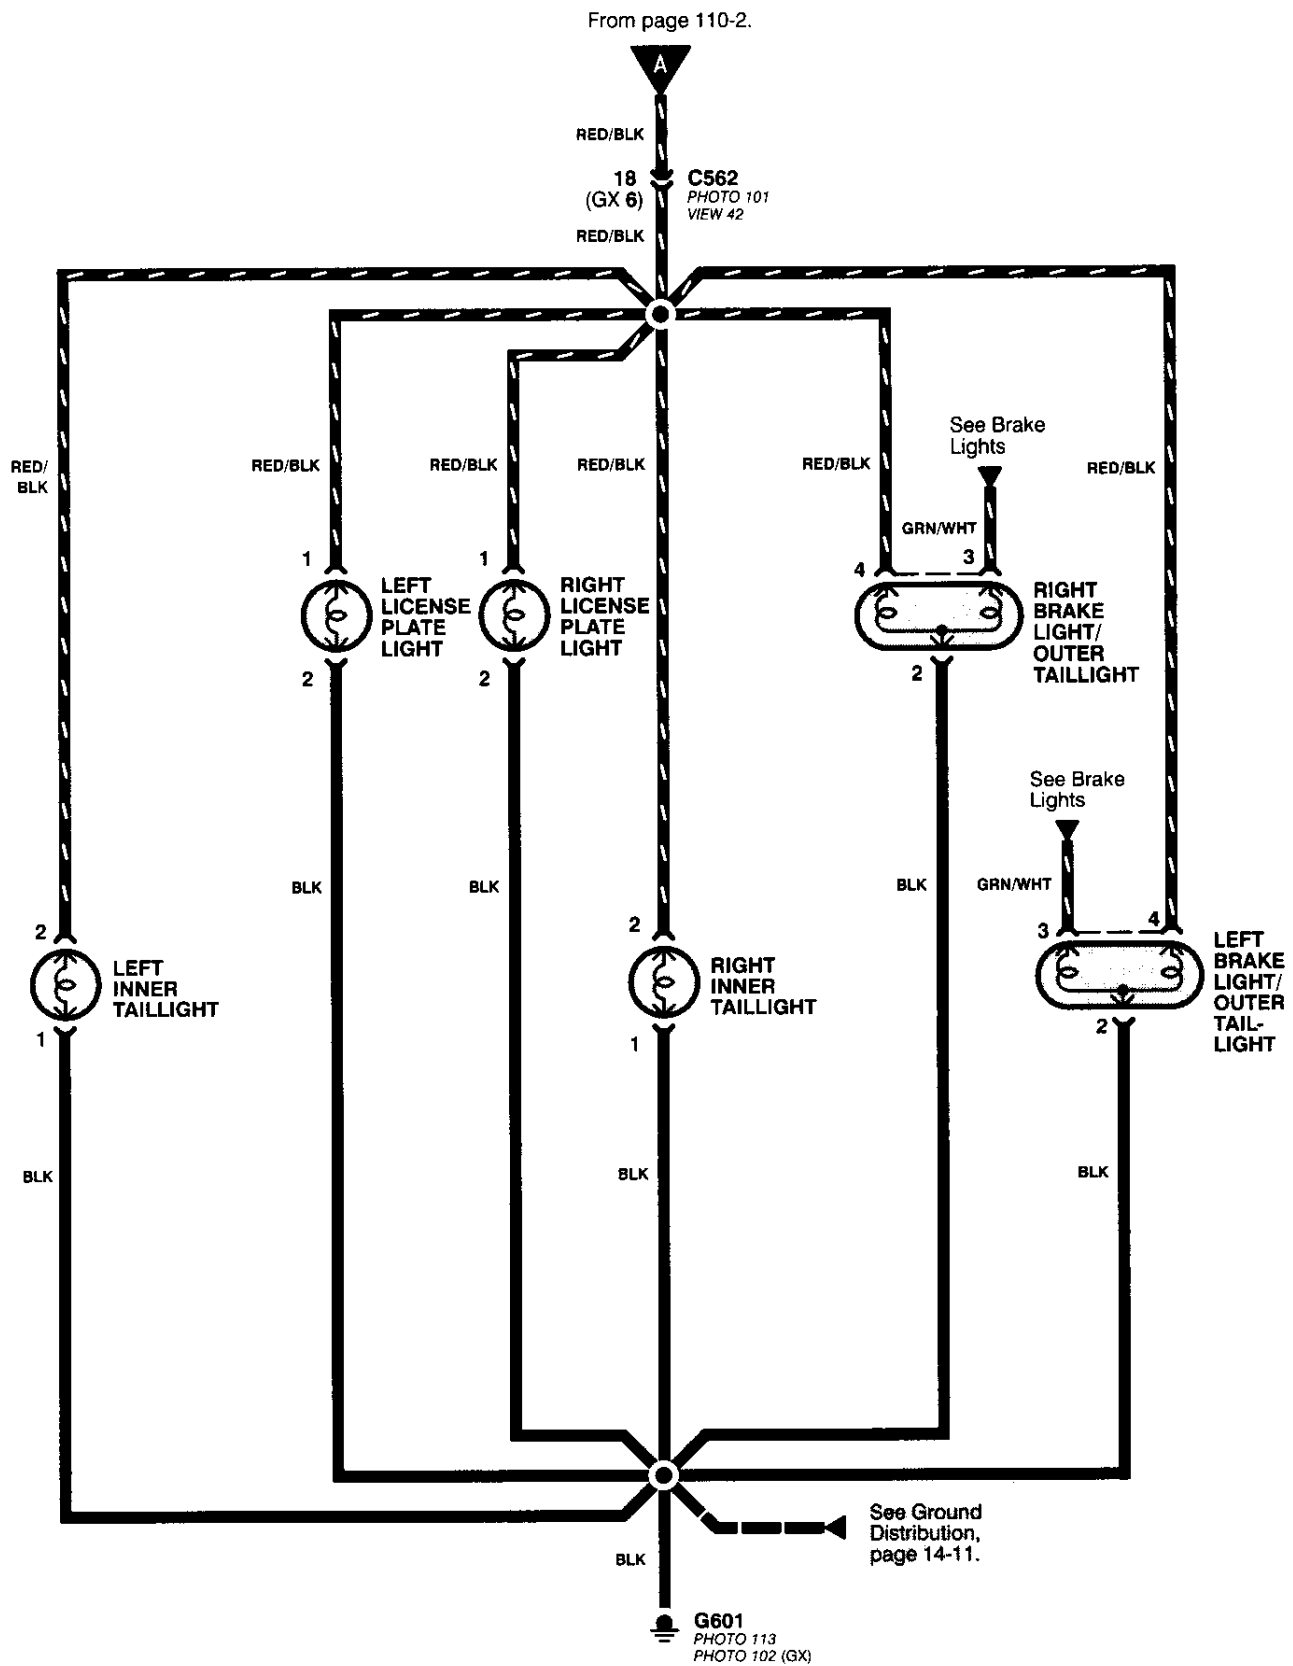 From page 110-2.
A
RED/BLK
18
(GX 6)
C562
PHOTO 101
VIEW 42
RED/BLK
RED/
BLK
RED/BLK
RED/BLK
RED/BLK
RED/BLK
See Brake
Lights
RED/BLK
GRN/WHT
1
LEFT
LICENSE
PLATE
LIGHT
2
1
RIGHT
LICENSE
PLATE
LIGHT
2
4
3
RIGHT
BRAKE
LIGHT/
OUTER
TAILLIGHT
2
See Brake
Lights
BLK
BLK
BLK
GRN/WHT
2
LEFT
INNER
TAILLIGHT
1
2
RIGHT
INNER
TAILLIGHT
1
3
4
LEFT
BRAKE
LIGHT/
OUTER
TAIL-
LIGHT
2
BLK
BLK
BLK
See Ground
Distribution,
page 14-11.
BLK
G601
PHOTO 113
PHOTO 102 (GX)